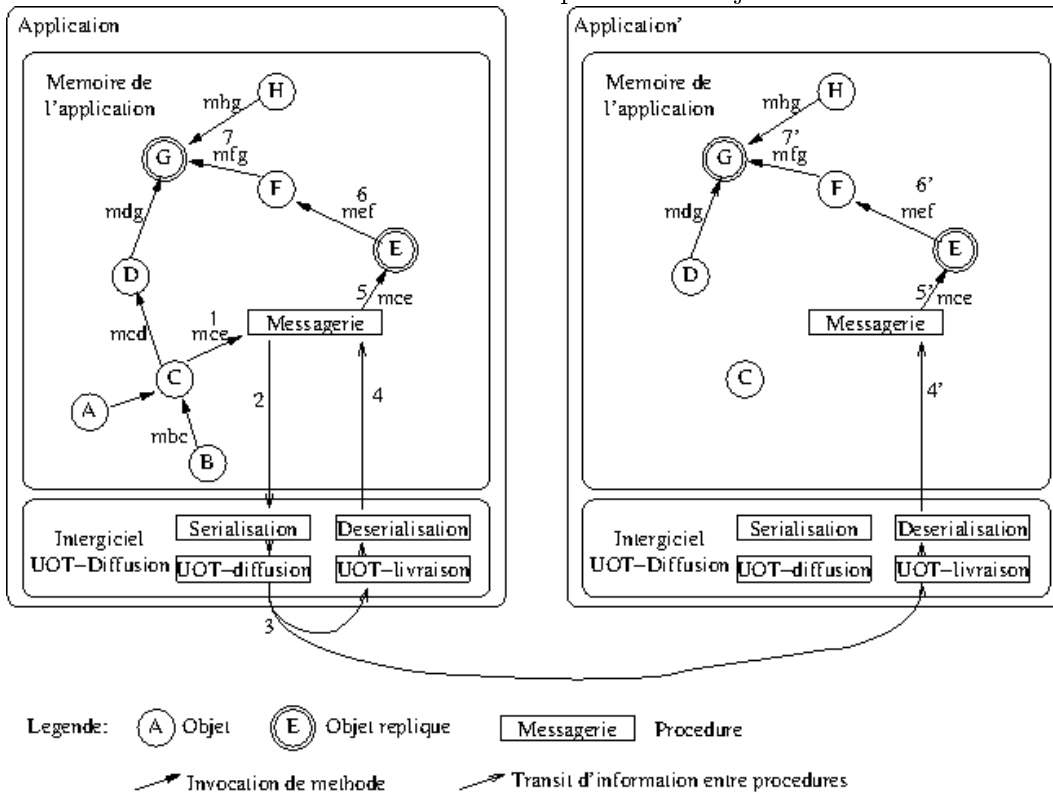 Application
Memoire de
l'application
H
mhg
7
mfg
G
F
6
mef
mdg
E
D
5
mce
1
mce
Messagerie
mcd
C
2
4
A
mbc
B
Intergiciel
UOT-Diffusion
Serialisation
Deserialisation
UOT-diffusion
UOT-livraison
3
Application'
Memoire de
l'application
H
mhg
7'
mfg
G
F
6'
mef
mdg
E
D
5'
mce
Messagerie
C
4'
Intergiciel
UOT-Diffusion
Serialisation
Deserialisation
UOT-diffusion
UOT-livraison
Legende:
A
Objet
E
Objet replique
Messagerie
Procedure
Invocation de methode
Transit d'information entre procedures